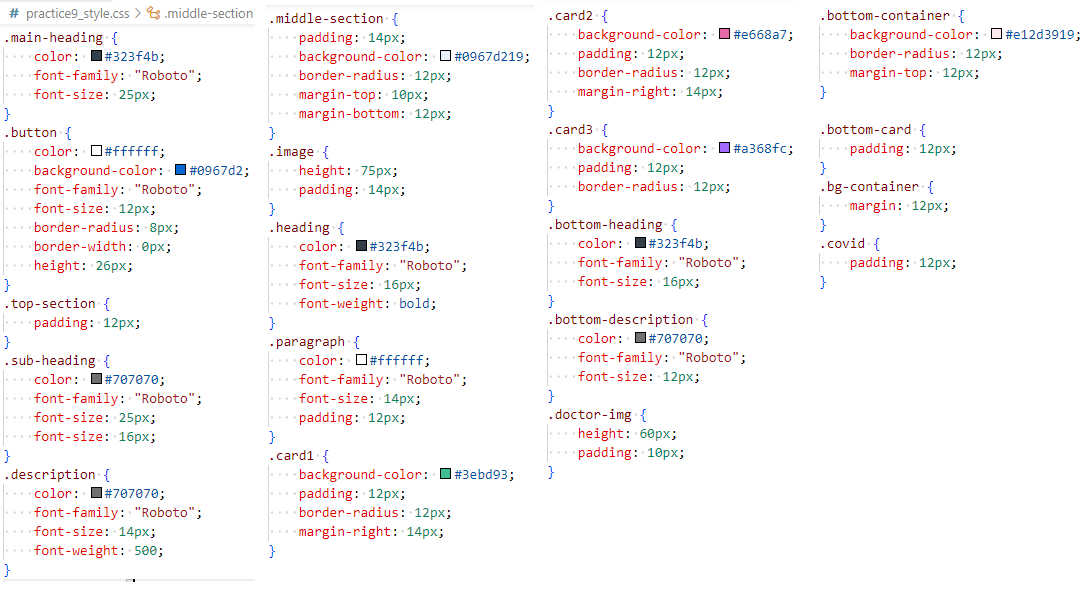 # practice9_style.css > .middle-section
.main-heading {
    color: #323f4b;
    font-family: "Roboto";
    font-size: 25px;
}
.button {
    color: #ffffff;
    background-color: #0967d2;
    font-family: "Roboto";
    font-size: 12px;
    border-radius: 8px;
    border-width: 0px;
    height: 26px;
}
.top-section {
    padding: 12px;
}
.sub-heading {
    color: #707070;
    font-family: "Roboto";
    font-size: 25px;
    font-size: 16px;
}
.description {
    color: #707070;
    font-family: "Roboto";
    font-size: 14px;
    font-weight: 500;
}
.middle-section {
    padding: 14px;
    background-color: #0967d219;
    border-radius: 12px;
    margin-top: 10px;
    margin-bottom: 12px;
}
.image {
    height: 75px;
    padding: 14px;
}
.heading {
    color: #323f4b;
    font-family: "Roboto";
    font-size: 16px;
    font-weight: bold;
}
.paragraph {
    color: #ffffff;
    font-family: "Roboto";
    font-size: 14px;
    padding: 12px;
}
.card1 {
    background-color: #3ebd93;
    padding: 12px;
    border-radius: 12px;
    margin-right: 14px;
}
.card2 {
    background-color: #e668a7;
    padding: 12px;
    border-radius: 12px;
    margin-right: 14px;
}
.card3 {
    background-color: #a368fc;
    padding: 12px;
    border-radius: 12px;
}
.bottom-heading {
    color: #323f4b;
    font-family: "Roboto";
    font-size: 16px;
}
.bottom-description {
    color: #707070;
    font-family: "Roboto";
    font-size: 12px;
}
.doctor-img {
    height: 60px;
    padding: 10px;
}
.bottom-container {
    background-color: #e12d3919;
    border-radius: 12px;
    margin-top: 12px;
}
.bottom-card {
    padding: 12px;
}
.bg-container {
    margin: 12px;
}
.covid {
    padding: 12px;
}